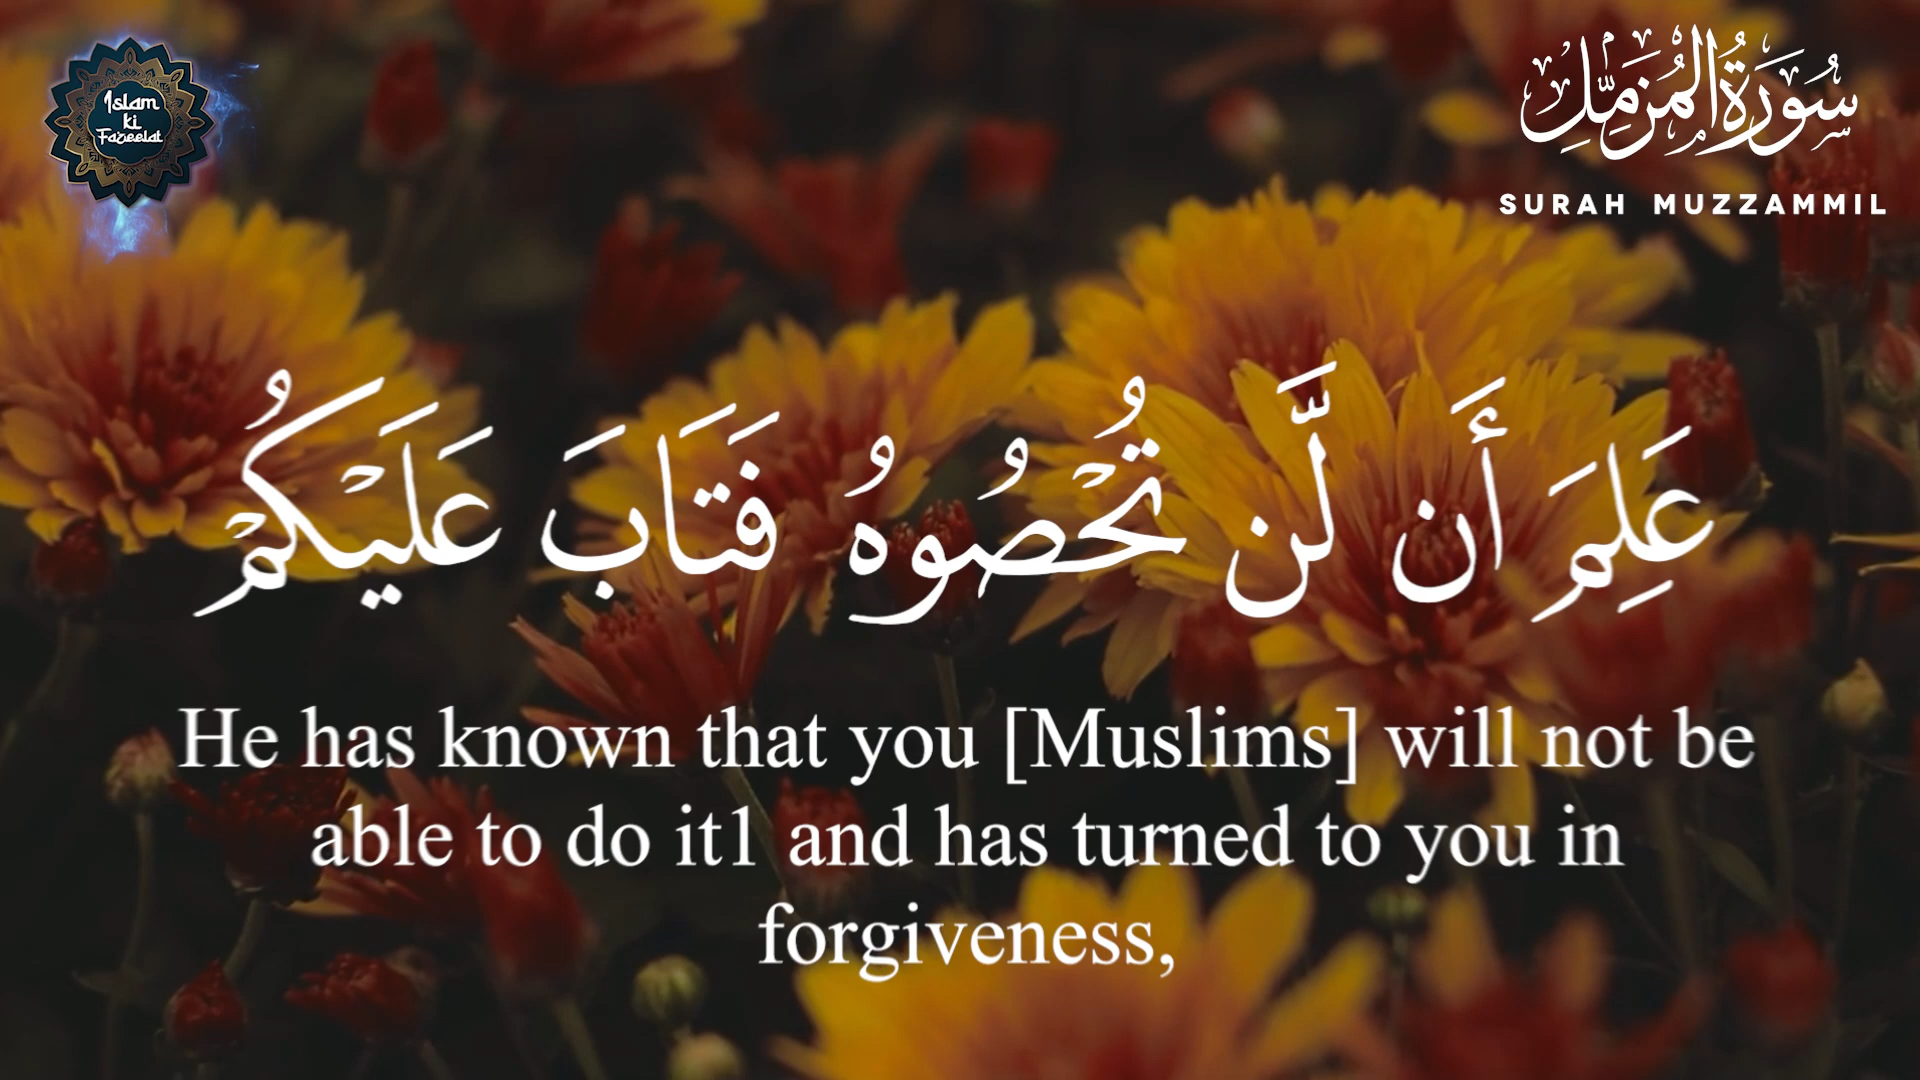 Islam
ki
Fazeelat
سُورَةُ الْمُزَمِّلِ
SURAH MUZZAMMIL
عَلِمَ أَن لَّن تُحْصُوهُ فَتَابَ عَلَيْكُمْ
He has known that you [Muslims] will not be
able to do it1 and has turned to you in
forgiveness,